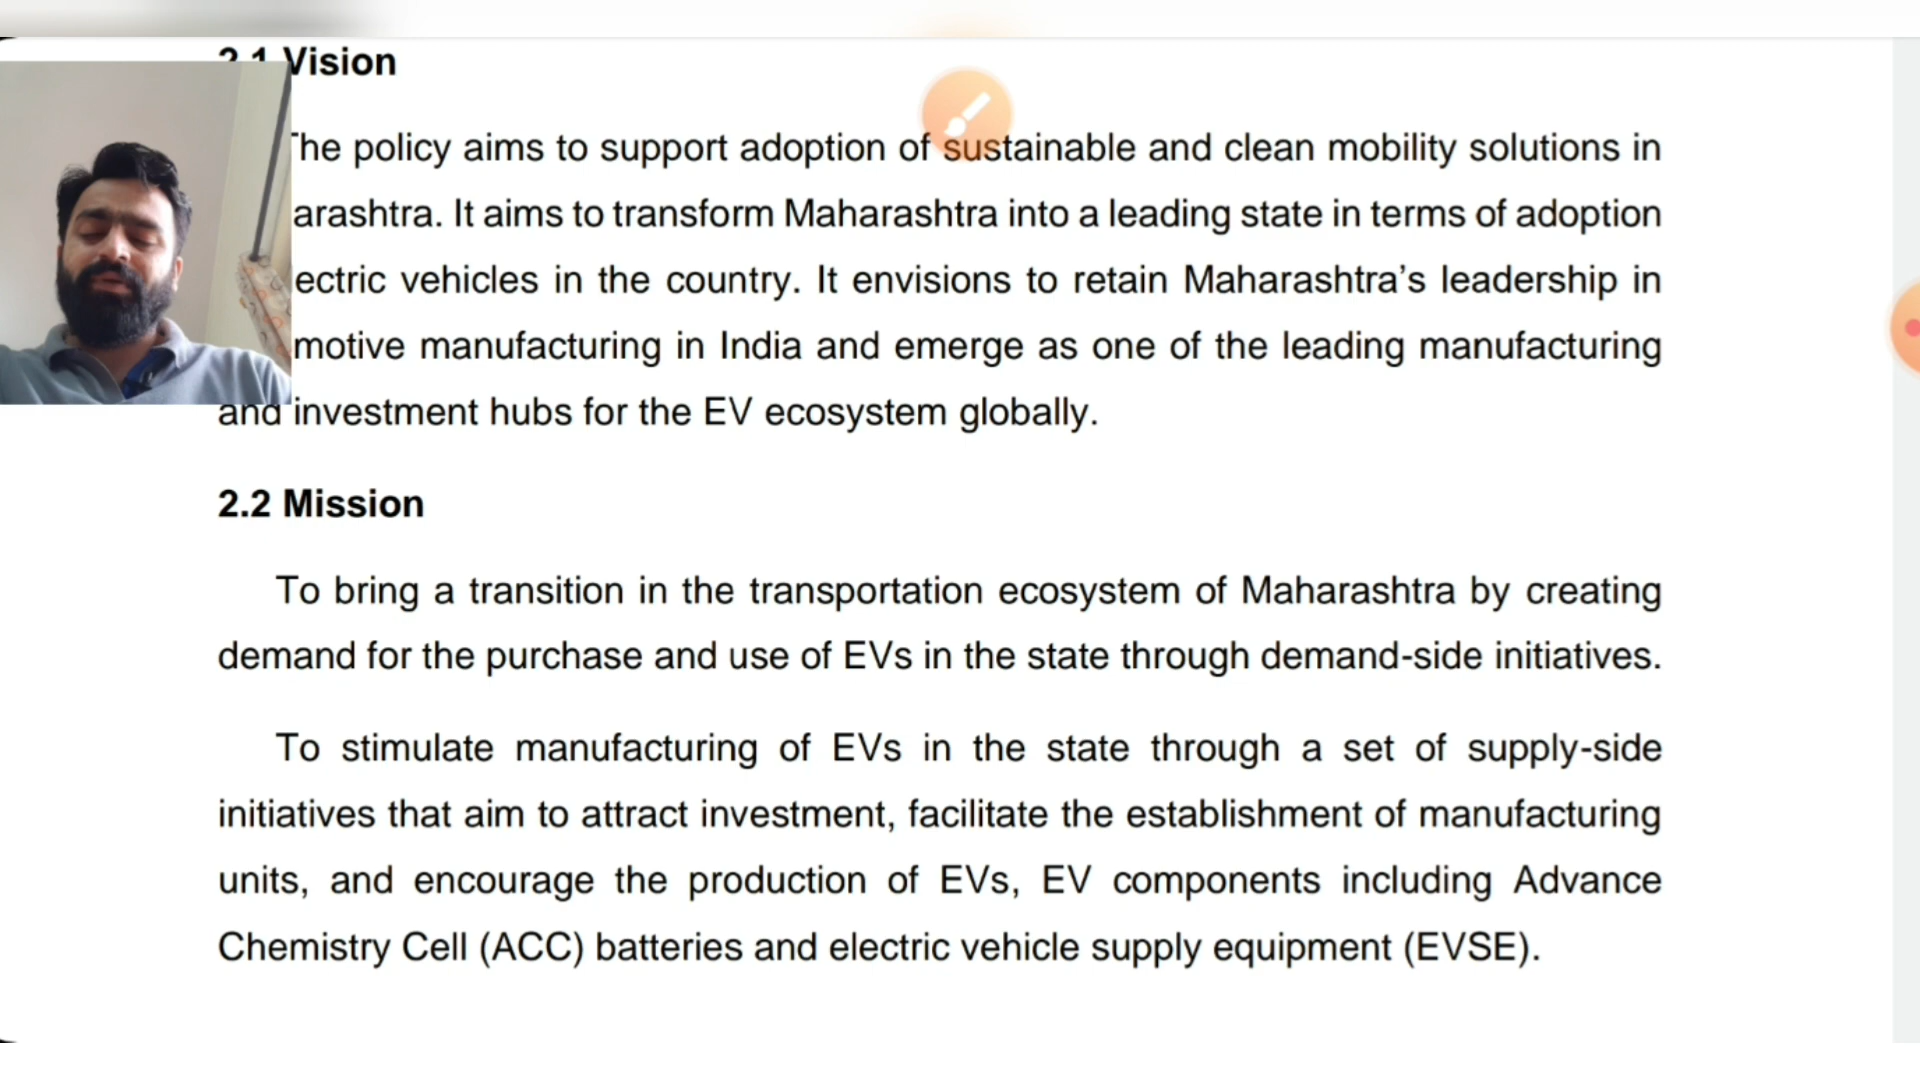 2.1 Vision
The policy aims to support adoption of sustainable and clean mobility solutions in
arashtra. It aims to transform Maharashtra into a leading state in terms of adoption
ectric vehicles in the country. It envisions to retain Maharashtra’s leadership in
motive manufacturing in India and emerge as one of the leading manufacturing
and investment hubs for the EV ecosystem globally.
2.2 Mission
To bring a transition in the transportation ecosystem of Maharashtra by creating
demand for the purchase and use of EVs in the state through demand-side initiatives.
To stimulate manufacturing of EVs in the state through a set of supply-side
initiatives that aim to attract investment, facilitate the establishment of manufacturing
units, and encourage the production of EVs, EV components including Advance
Chemistry Cell (ACC) batteries and electric vehicle supply equipment (EVSE).